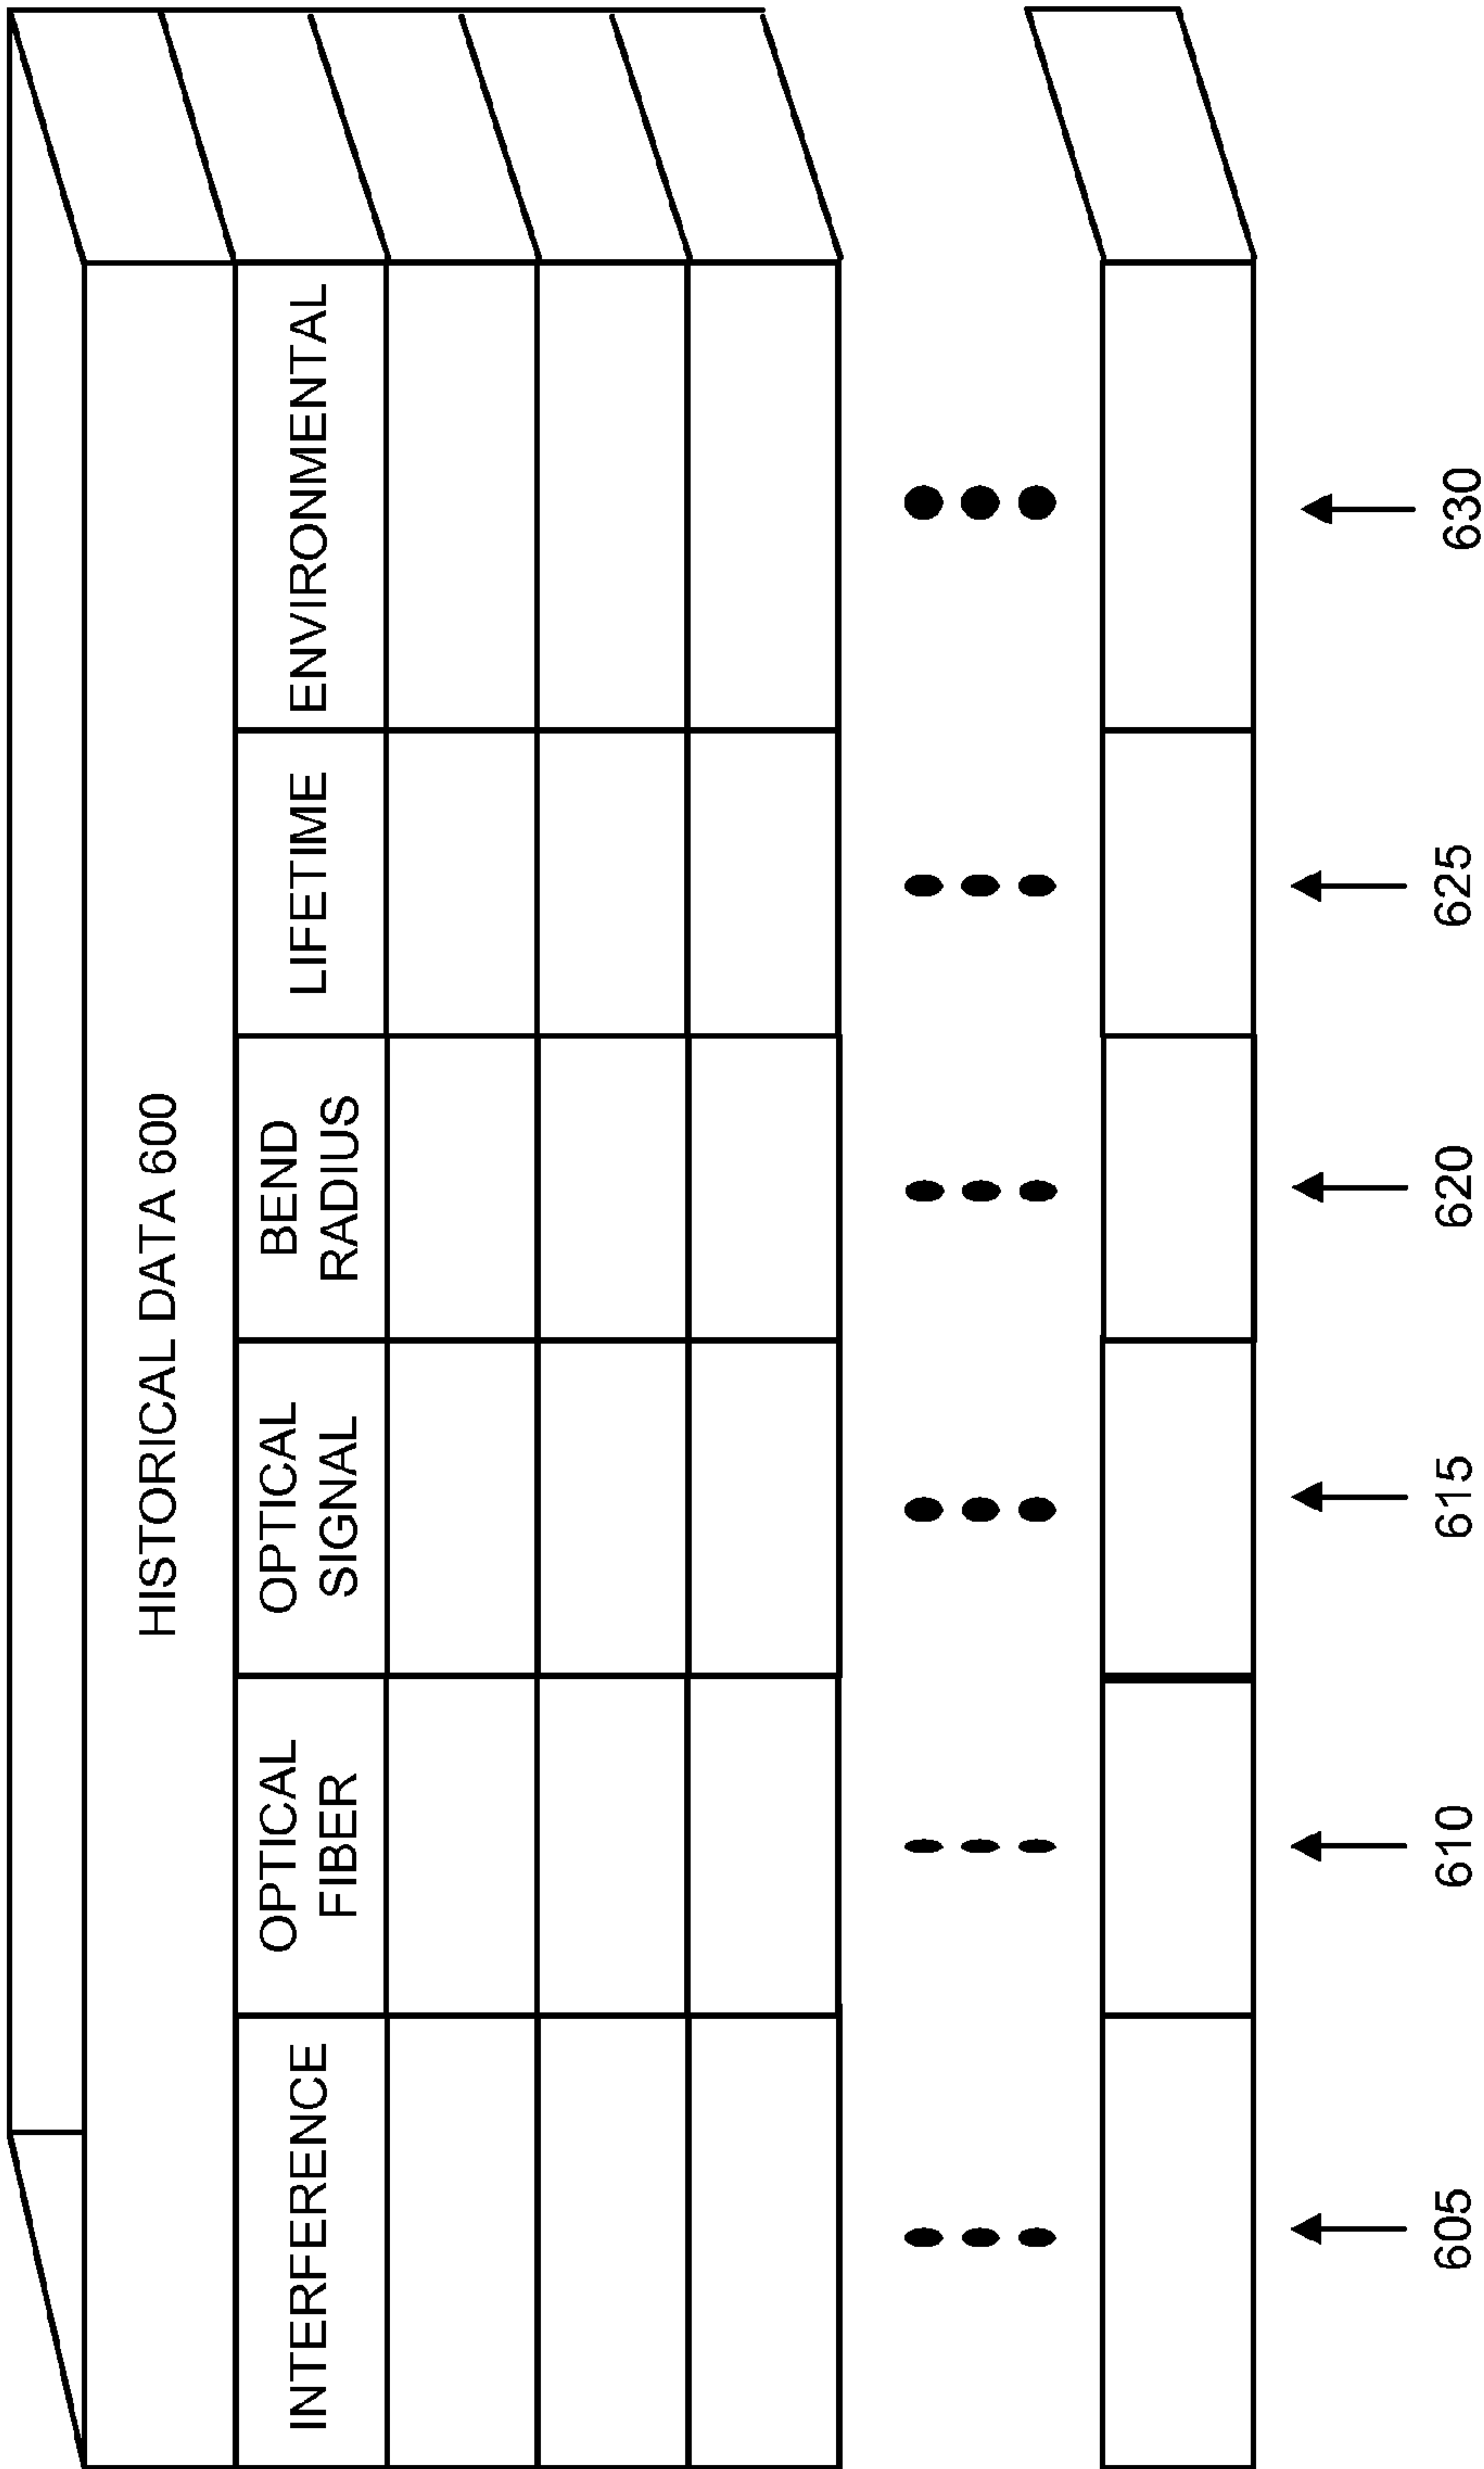 HISTORICAL DATA 600
INTERFERENCE
OPTICAL
FIBER
OPTICAL
SIGNAL
BEND
RADIUS
LIFETIME
ENVIRONMENTAL
605
610
615
620
625
630